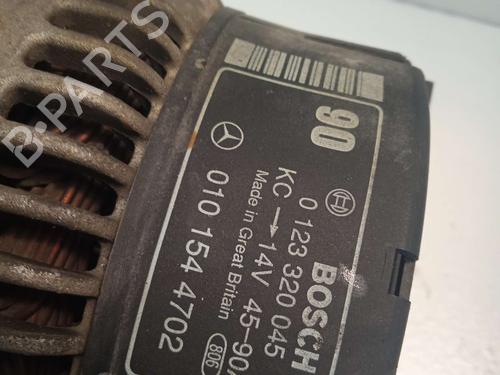 B-PARTS
90
BOSCH
0 123 320 045
KC → 14V 45-90A
Made in Great Britain
010 154 4702
806